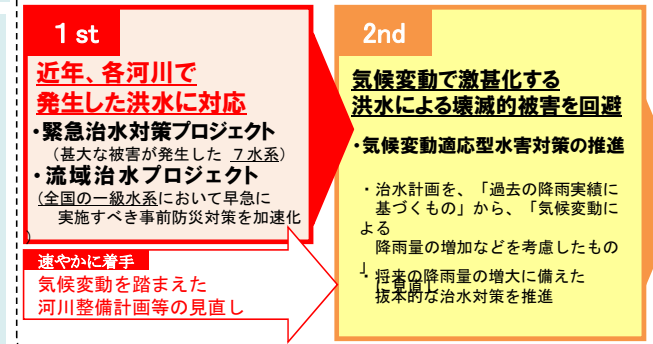 1 st
近年、各河川で
発生した洪水に対応
・緊急治水対策プロジェクト
（甚大な被害が発生した ７水系）
・流域治水プロジェクト
（全国の一級水系において早急に
実施すべき事前防災対策を加速化
）
速やかに着手
気候変動を踏まえた
河川整備計画等の見直し
2nd
気候変動で激甚化する
洪水による壊滅的被害を回避
・気候変動適応型水害対策の推進
・治水計画を、「過去の降雨実績に
基づくもの」から、「気候変動に
よる
降雨量の増加などを考慮したもの
」
に見直し
・将来の降雨量の増大に備えた
抜本的な治水対策を推進